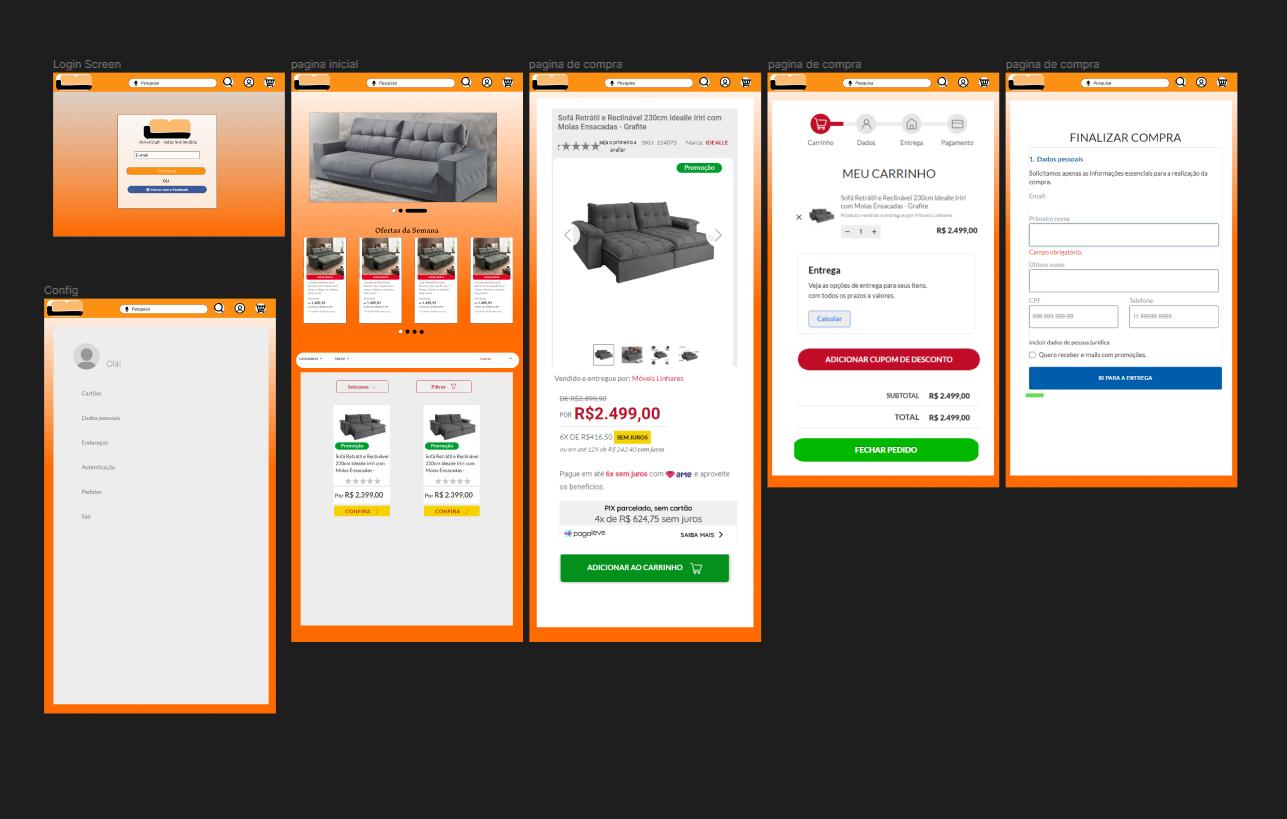 Login Screen
Pesquise
E-mail
Continuar
ou
Entrar com o Facebook
Config
Pesquise
Olá!
Cartões
Dados pessoais
Endereços
Autenticação
Pedidos
Sair
pagina inicial
Pesquise
Ofertas da Semana
CATEGORIAS
PREÇO
Selecione
Filtrar
Promoção
Sofá Retrátil e Reclinável
230cm Idealle Iriri com
Molas Ensacadas -
Por R$ 2.399,00
CONFIRA
Promoção
Sofá Retrátil e Reclinável
230cm Idealle Iriri com
Molas Ensacadas -
Por R$ 2.399,00
CONFIRA
pagina de compra
Pesquise
Sofá Retrátil e Reclinável 230cm Idealle Iriri com
Molas Ensacadas - Grafite
seja o primeiro a
avaliar
SKU: 114073
Marca: IDEALLE
Promoção
Vendido e entregue por: Móveis Linhares
DE R$2.899,90
POR R$2.499,00
6X DE R$416,50 SEM JUROS
ou em até 12X de R$ 242,40 com juros
Pague em até 6x sem juros com ame e aproveite
os benefícios.
PIX parcelado, sem cartão
4x de R$ 624,75 sem juros
pagaleve
SAIBA MAIS
ADICIONAR AO CARRINHO
pagina de compra
Pesquisa
Carrinho
Dados
Entrega
Pagamento
MEU CARRINHO
Sofá Retrátil e Reclinável 230cm Idealle Iriri
com Molas Ensacadas - Grafite
Produto vendido e entregue por Móveis Linhares
− 1 +
R$ 2.499,00
Entrega
Veja as opções de entrega para seus itens,
com todos os prazos e valores.
Calcular
ADICIONAR CUPOM DE DESCONTO
SUBTOTAL R$ 2.499,00
TOTAL R$ 2.499,00
FECHAR PEDIDO
pagina de compra
Pesquisa
FINALIZAR COMPRA
1. Dados pessoais
Solicitamos apenas as informações essenciais para a realização da
compra.
Email:
Primeiro nome
Campo obrigatório.
Último nome
CPF
Telefone
999 999 999-99
11 99999-9999
Incluir dados de pessoa jurídica
Quero receber e-mails com promoções.
IR PARA A ENTREGA